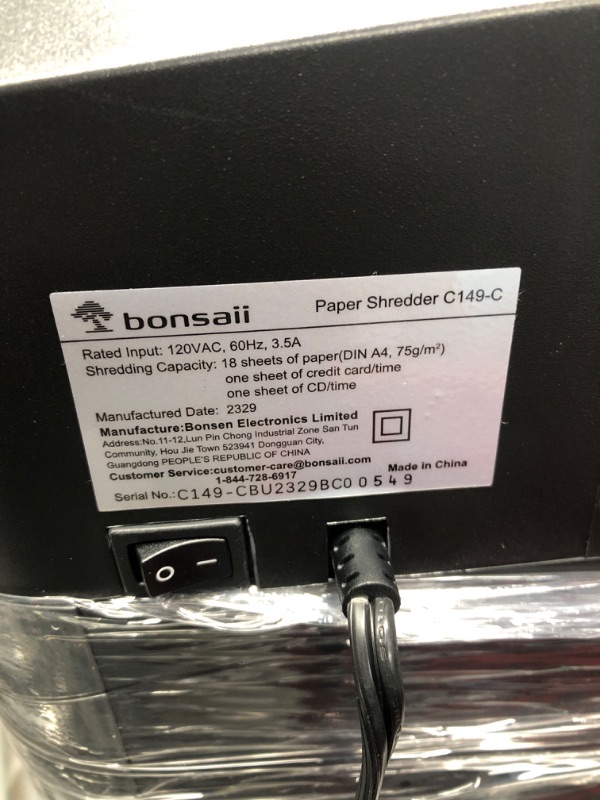 bonsaii
Paper Shredder C149-C
Rated Input: 120VAC, 60Hz, 3.5A
Shredding Capacity: 18 sheets of paper(DIN A4, 75g/m²)
one sheet of credit card/time
one sheet of CD/time
Manufactured Date: 2329
Manufacture:Bonsen Electronics Limited
Address:No.11-12,Lun Pin Chong Industrial Zone San Tun
Community, Hou Jie Town 523941 Dongguan City,
Guangdong PEOPLE'S REPUBLIC OF CHINA
Customer Service:customer-care@bonsaii.com
1-844-728-6917
Made in China
Serial No.:C149-CBU2329BC00549
O –